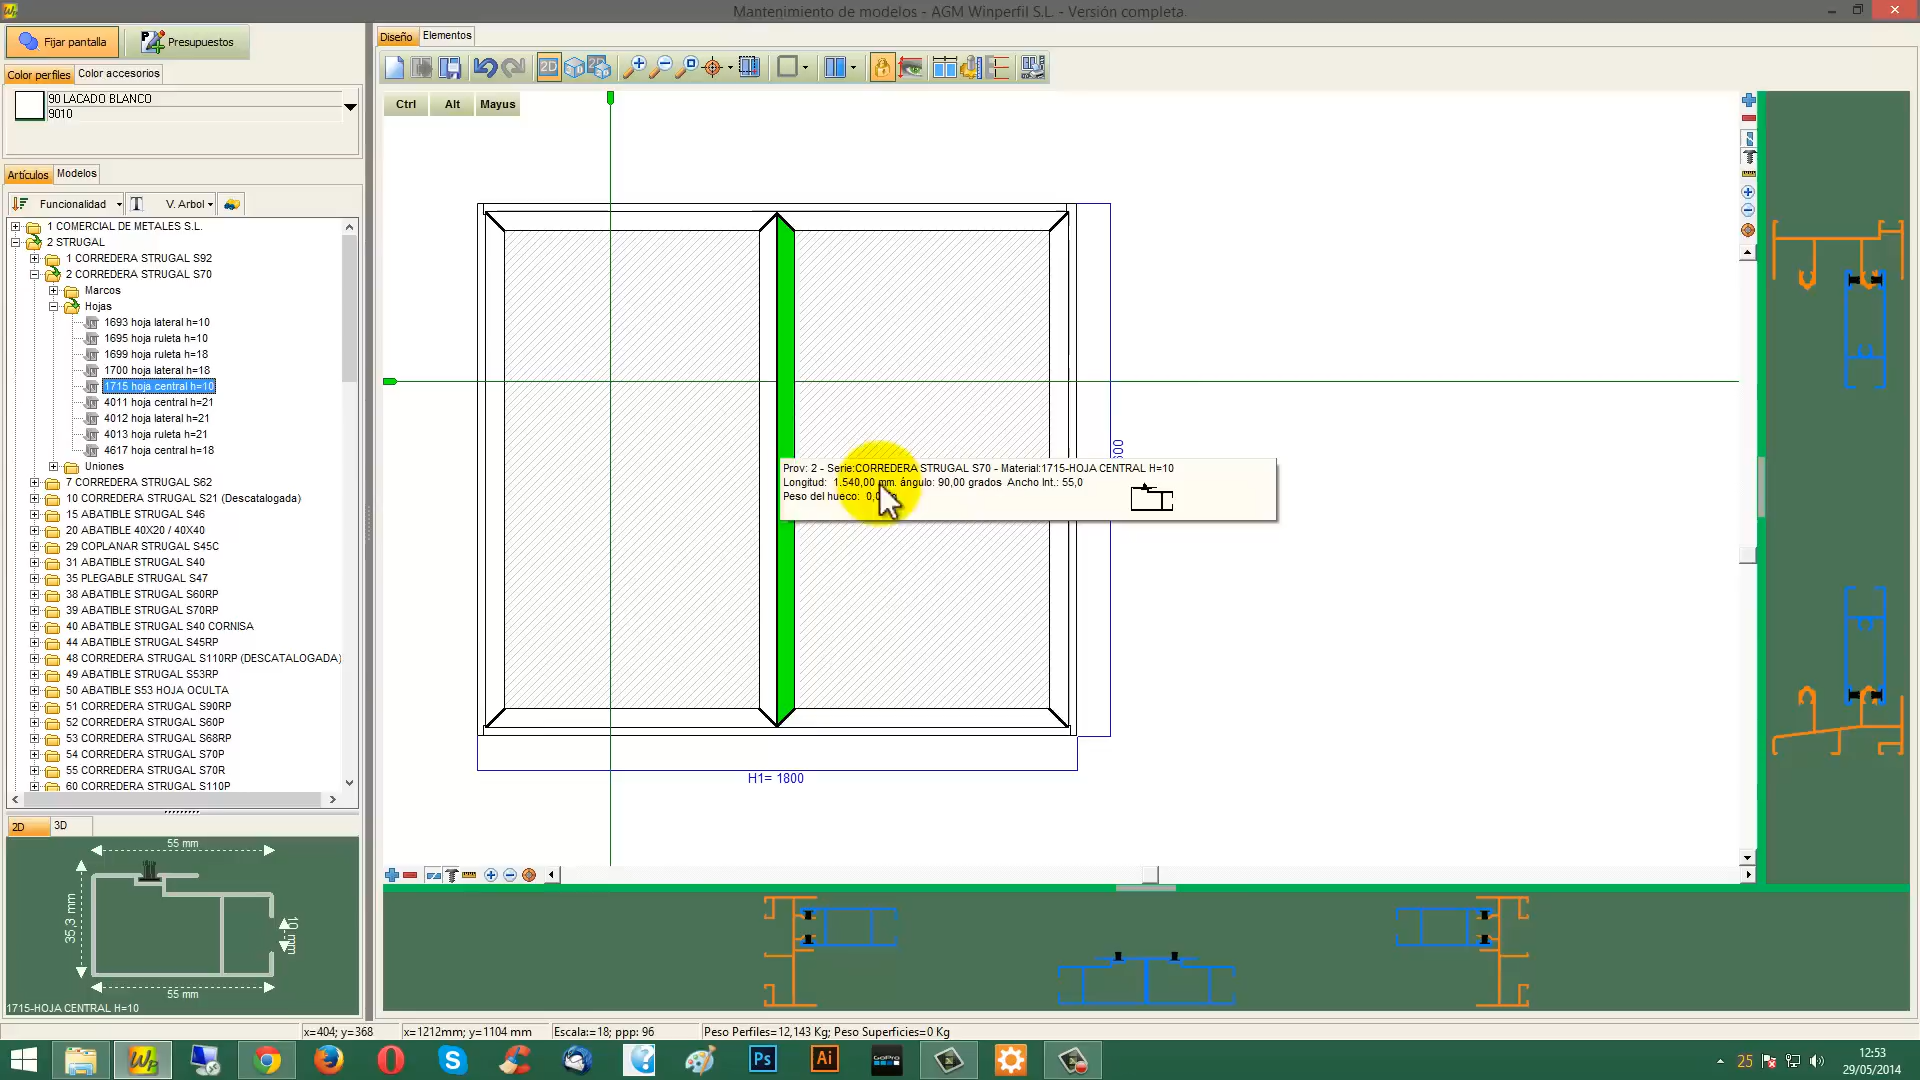 Mantenimiento de modelos - AGM Winperfil S.L. - Versión completa
Fijar pantalla
Presupuestos
Color perfiles
Color accesorios
90 LACADO BLANCO
9010
Artículos
Modelos
Funcionalidad
T
V. Arbol
1 COMERCIAL DE METALES S.L.
2 STRUGAL
1 CORREDERA STRUGAL S92
2 CORREDERA STRUGAL S70
Marcos
Hojas
1693 hoja lateral h=10
1695 hoja ruleta h=10
1699 hoja ruleta h=18
1700 hoja lateral h=18
1715 hoja central h=10
4011 hoja central h=21
4012 hoja lateral h=21
4013 hoja ruleta h=21
4617 hoja central h=18
Uniones
7 CORREDERA STRUGAL S62
10 CORREDERA STRUGAL S21 (Descatalogada)
15 ABATIBLE STRUGAL S46
20 ABATIBLE 40X20 / 40X40
29 COPLANAR STRUGAL S45C
31 ABATIBLE STRUGAL S40
35 PLEGABLE STRUGAL S47
38 ABATIBLE STRUGAL S60RP
39 ABATIBLE STRUGAL S70RP
40 ABATIBLE STRUGAL S40 CORNISA
44 ABATIBLE STRUGAL S45RP
48 CORREDERA STRUGAL S110RP (DESCATALOGADA)
49 ABATIBLE STRUGAL S53RP
50 ABATIBLE S53 HOJA OCULTA
51 CORREDERA STRUGAL S90RP
52 CORREDERA STRUGAL S60P
53 CORREDERA STRUGAL S68RP
54 CORREDERA STRUGAL S70P
55 CORREDERA STRUGAL S70R
60 CORREDERA STRUGAL S110P
2D
3D
55 mm
35,3 mm
10 mm
55 mm
1715-HOJA CENTRAL H=10
Diseño
Elementos
2D
Ctrl
Alt
Mayus
Prov: 2 - Serie:CORREDERA STRUGAL S70 - Material:1715-HOJA CENTRAL H=10
Longitud: 1.540,00 mm. ángulo: 90,00 grados Ancho Int.: 55,0
Peso del hueco:
H1= 1800
x=404; y=368
x=1212mm; y=1104 mm
Escala:=18; ppp: 96
Peso Perfiles=12,143 Kg; Peso Superficies=0 Kg
Wp
S
?
Ps
Ai
GoPro
25
12:53
29/05/2014